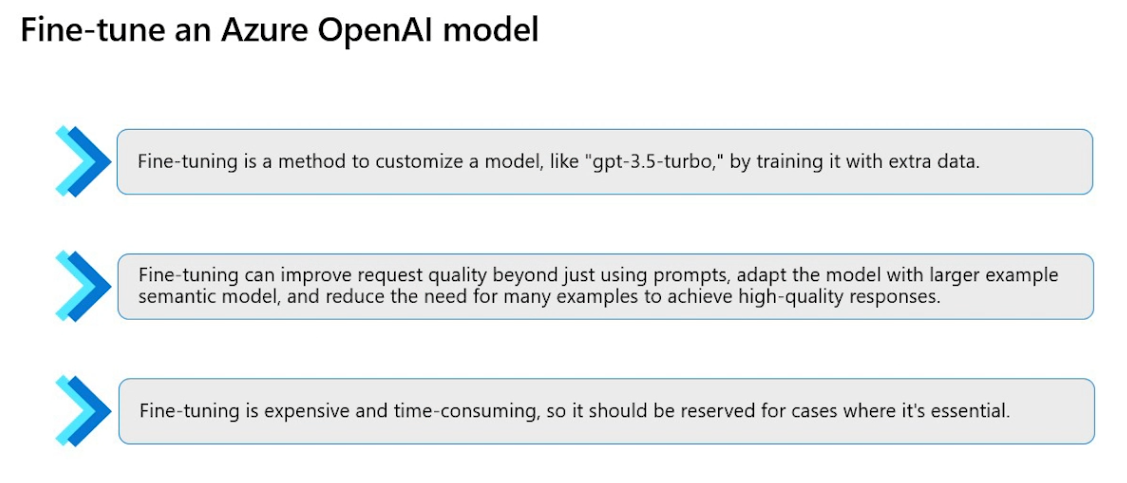 Fine-tune an Azure OpenAI model
Fine-tuning is a method to customize a model, like "gpt-3.5-turbo," by training it with extra data.
Fine-tuning can improve request quality beyond just using prompts, adapt the model with larger example
semantic model, and reduce the need for many examples to achieve high-quality responses.
Fine-tuning is expensive and time-consuming, so it should be reserved for cases where it's essential.